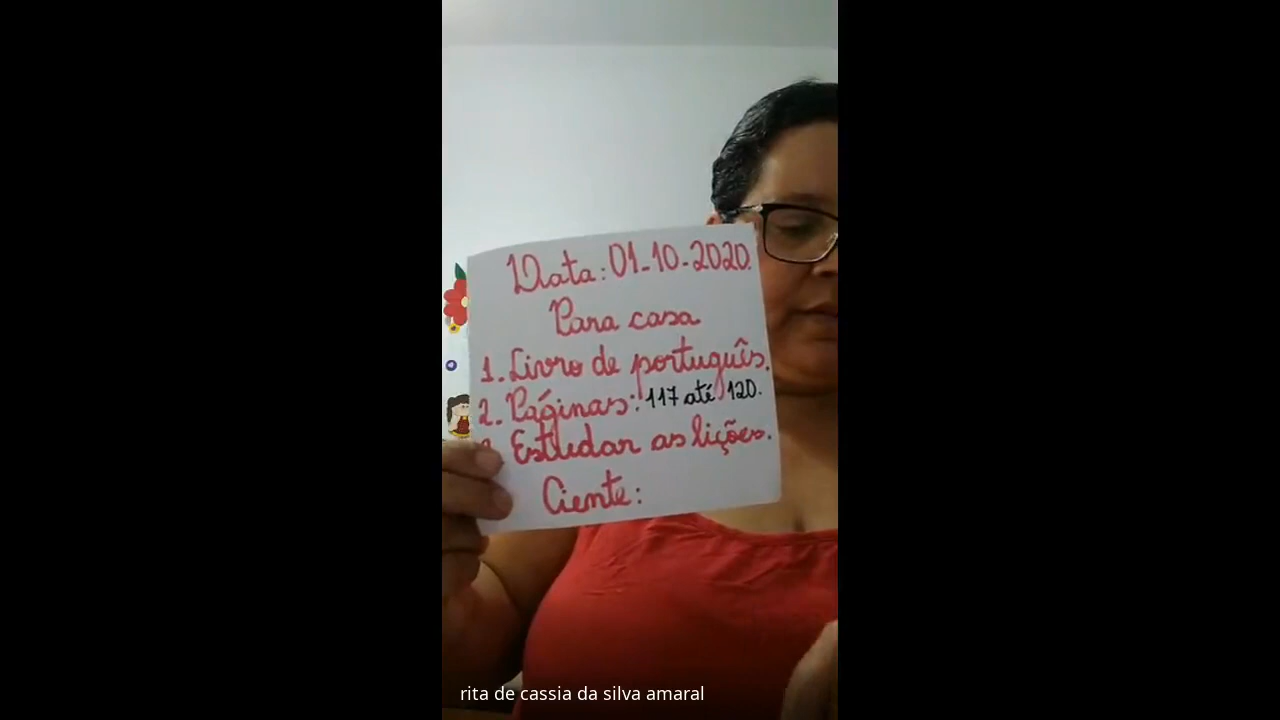 Data: 01-10-2020.
Para casa
1. Livro de português.
2. Páginas: 117 até 120.
Estudar as lições.
Ciente:
rita de cassia da silva amaral